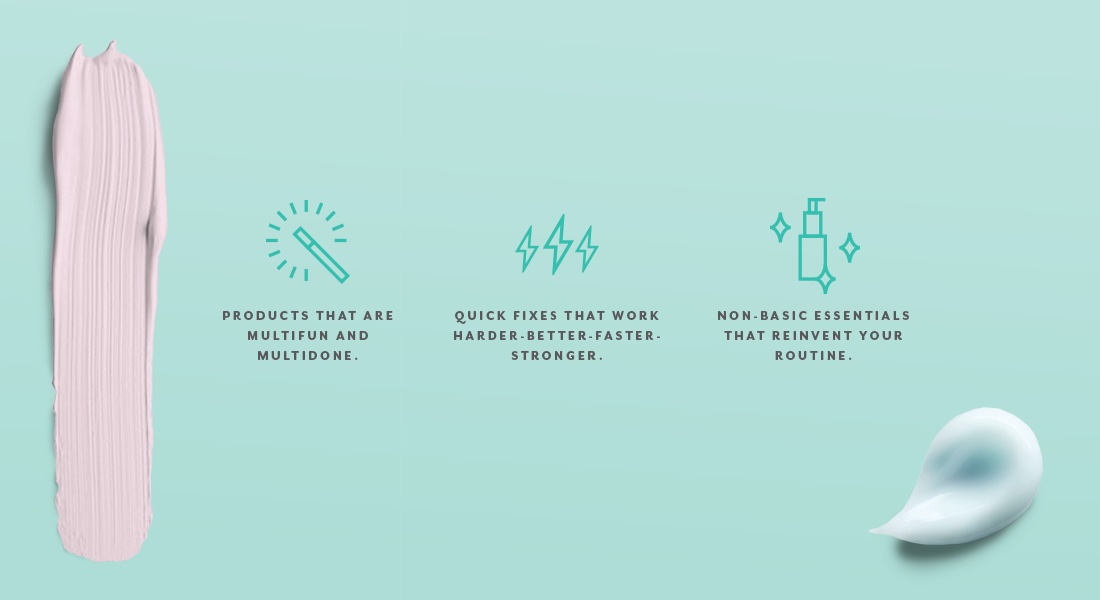 PRODUCTS THAT ARE
MULTIFUN AND
MULTIDONE.
QUICK FIXES THAT WORK
HARDER-BETTER-FASTER-
STRONGER.
NON-BASIC ESSENTIALS
THAT REINVENT YOUR
ROUTINE.